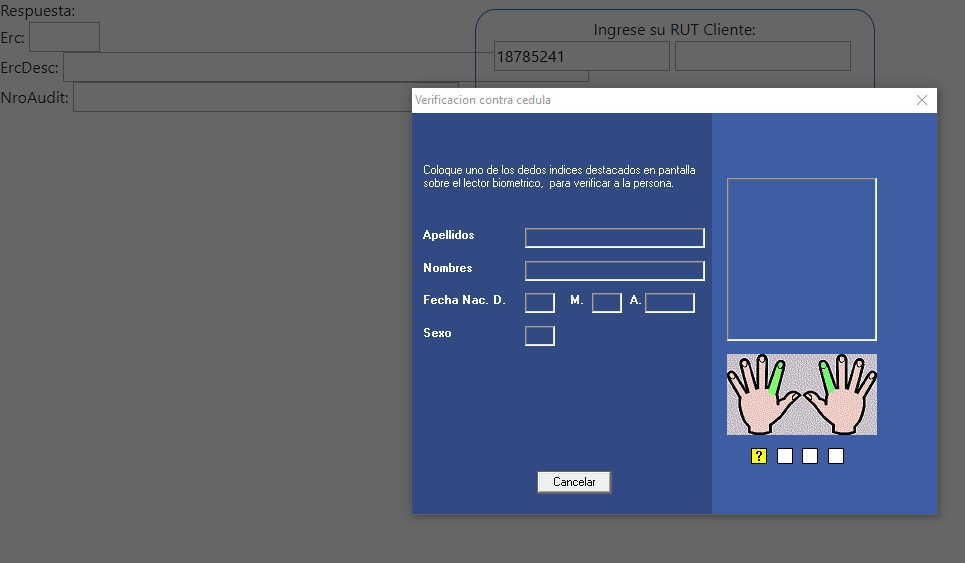 Respuesta:
Erc:
ErcDesc:
NroAudit:
Ingrese su RUT Cliente:
18785241
Verificacion contra cedula
Coloque uno de los dedos indices destacados en pantalla
sobre el lector biometrico, para verificar a la persona.
Apellidos
Nombres
Fecha Nac. D. M. A.
Sexo
?
Cancelar